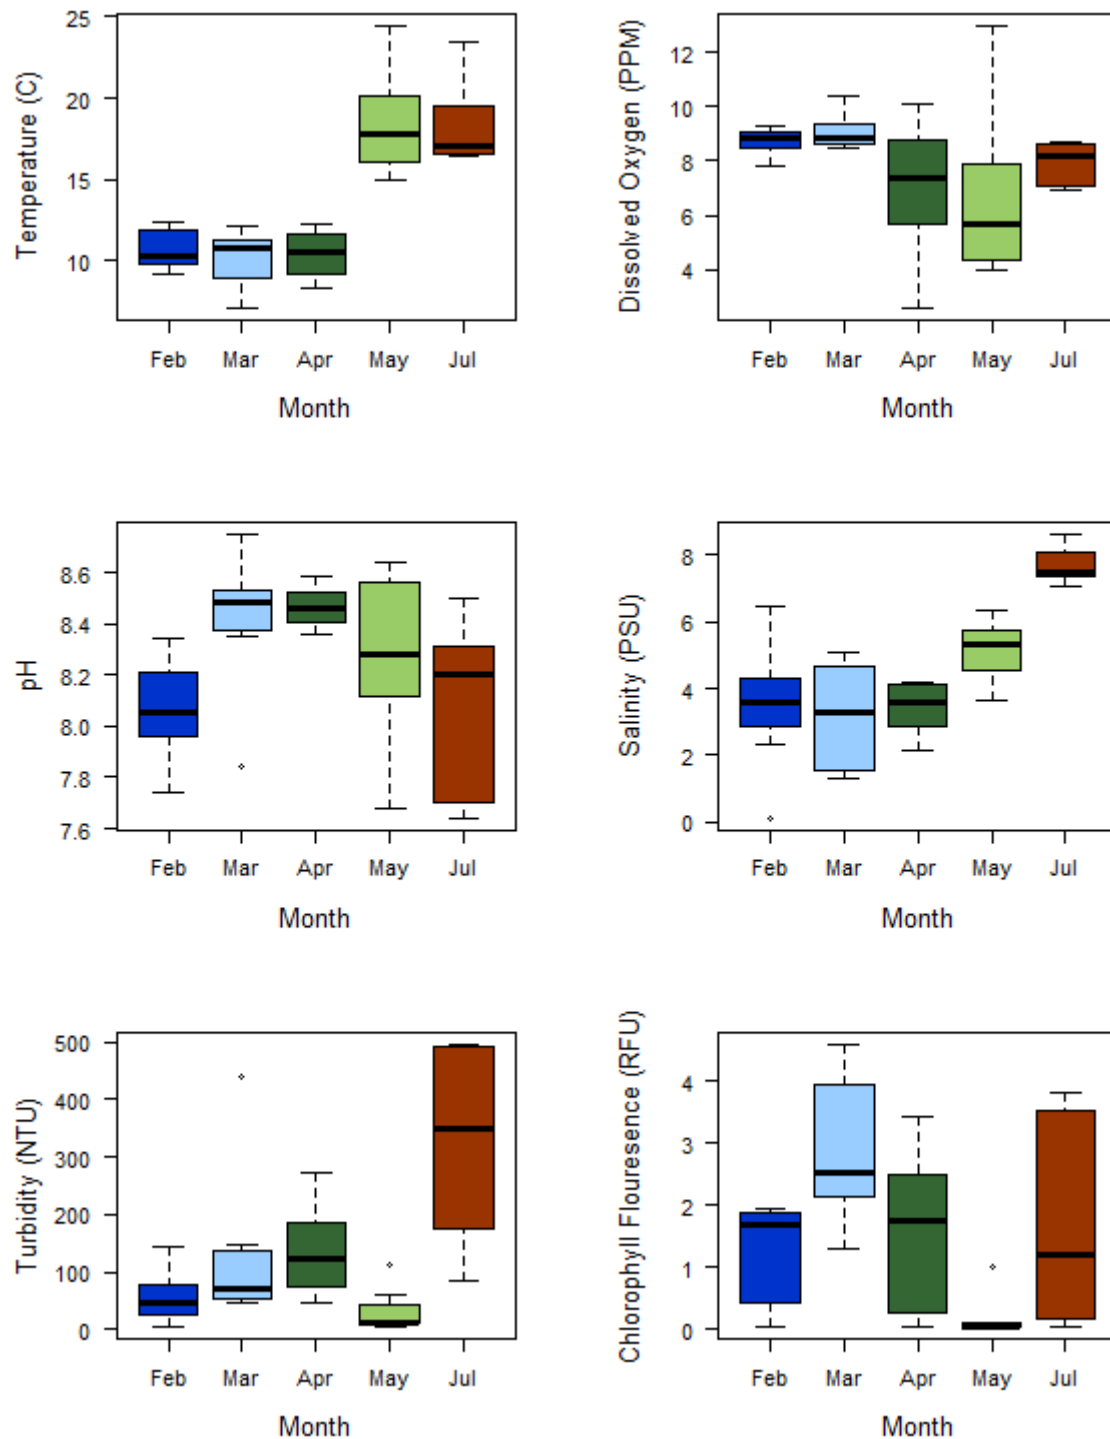 Temperature (C)
25
20
15
10
Feb Mar Apr May Jul
Month
Dissolved Oxygen (PPM)
12
10
8
6
4
Feb Mar Apr May Jul
Month
pH
8.6
8.4
8.2
8.0
7.8
7.6
Feb Mar Apr May Jul
Month
Salinity (PSU)
8
6
4
2
0
Feb Mar Apr May Jul
Month
Turbidity (NTU)
500
400
300
200
100
0
Feb Mar Apr May Jul
Month
Chlorophyll Flouresence (RFU)
4
3
2
1
0
Feb Mar Apr May Jul
Month